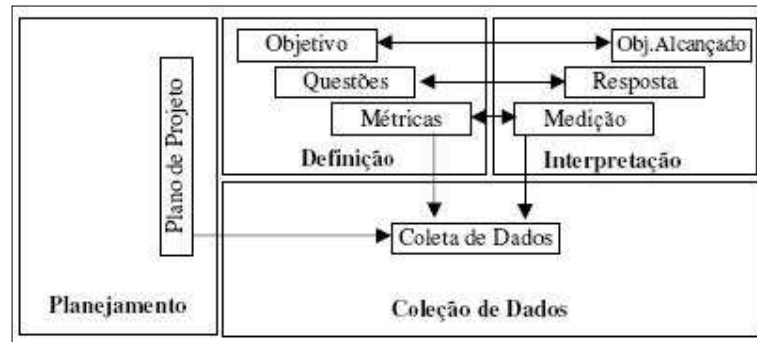 Objetivo
Obj.Alcançado
Questões
Resposta
Métricas
Medição
Definição
Interpretação
Plano de Projeto
Coleta de Dados
Planejamento
Coleção de Dados